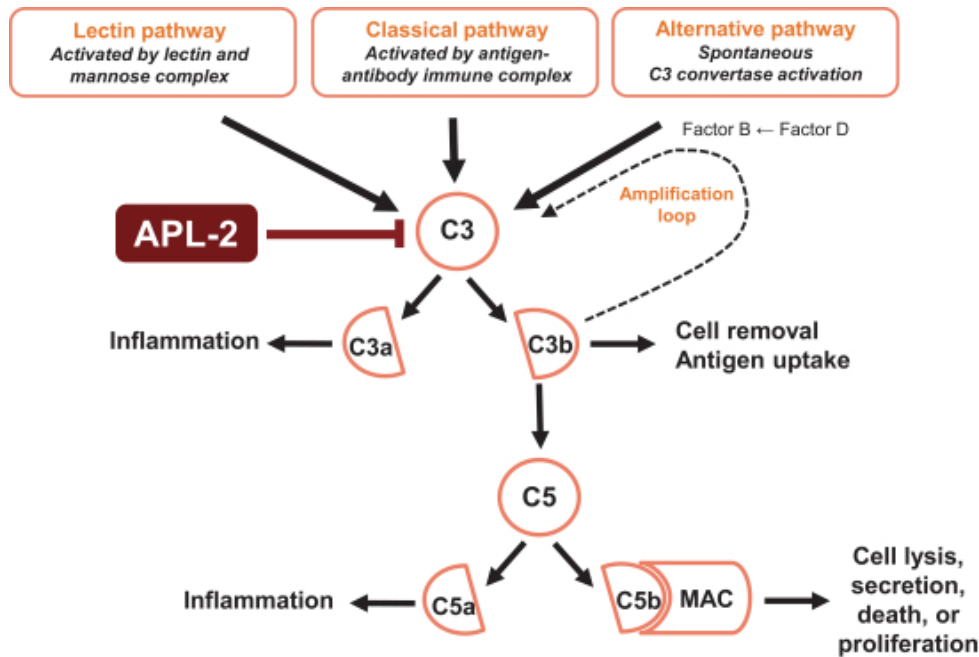 Lectin pathway
Activated by lectin and
mannose complex
Classical pathway
Activated by antigen-
antibody immune complex
Alternative pathway
Spontaneous
C3 convertase activation
Factor B ← Factor D
Amplification
loop
APL-2
C3
Inflammation
C3a
C3b
Cell removal
Antigen uptake
C5
Inflammation
C5a
C5b
MAC
Cell lysis,
secretion,
death, or
proliferation